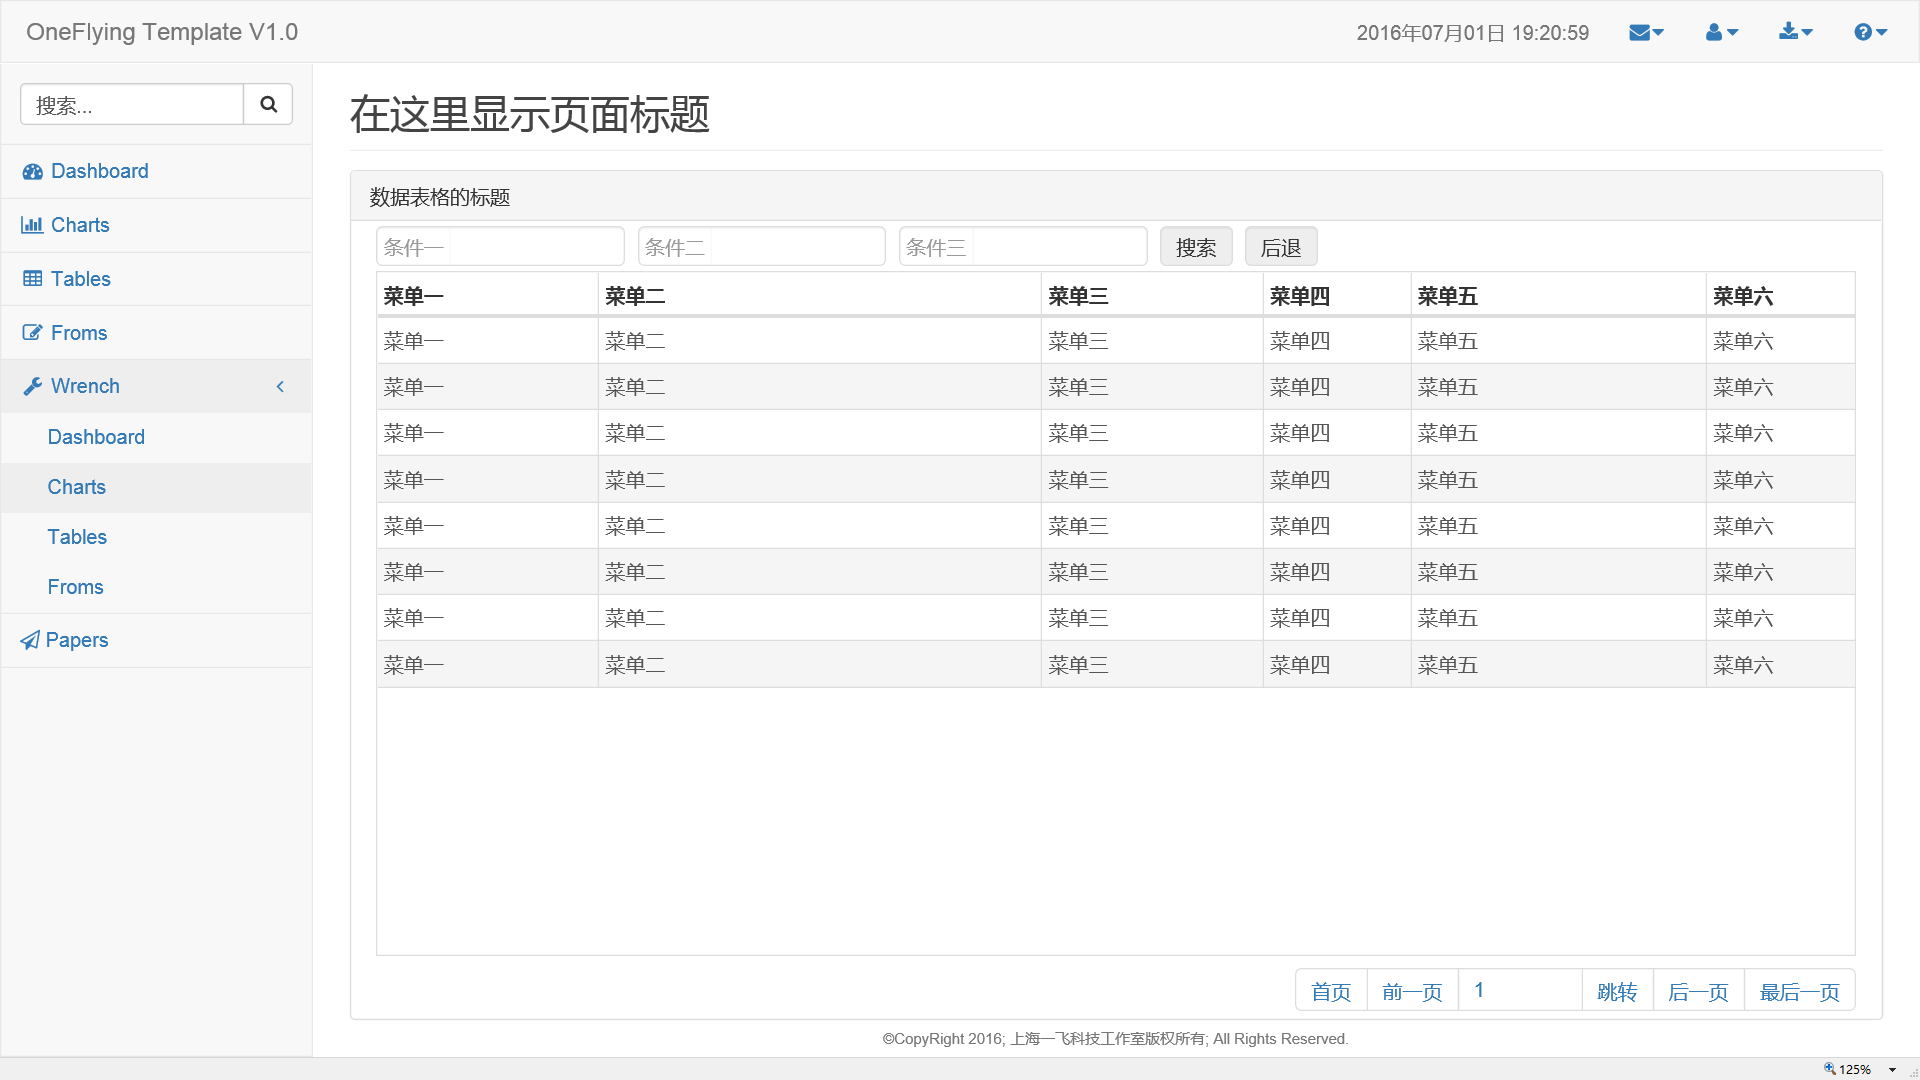 OneFlying Template V1.0
2016年07月01日 19:20:59
搜索...
Dashboard
Charts
Tables
Froms
Wrench
Dashboard
Charts
Tables
Froms
Papers
在这里显示页面标题
数据表格的标题
条件一 条件二 条件三 搜索 后退
菜单一 菜单二 菜单三 菜单四 菜单五 菜单六
菜单一 菜单二 菜单三 菜单四 菜单五 菜单六
菜单一 菜单二 菜单三 菜单四 菜单五 菜单六
菜单一 菜单二 菜单三 菜单四 菜单五 菜单六
菜单一 菜单二 菜单三 菜单四 菜单五 菜单六
菜单一 菜单二 菜单三 菜单四 菜单五 菜单六
菜单一 菜单二 菜单三 菜单四 菜单五 菜单六
菜单一 菜单二 菜单三 菜单四 菜单五 菜单六
菜单一 菜单二 菜单三 菜单四 菜单五 菜单六
首页 前一页 1 跳转 后一页 最后一页
©CopyRight 2016; 上海一飞科技工作室版权所有; All Rights Reserved.
125%